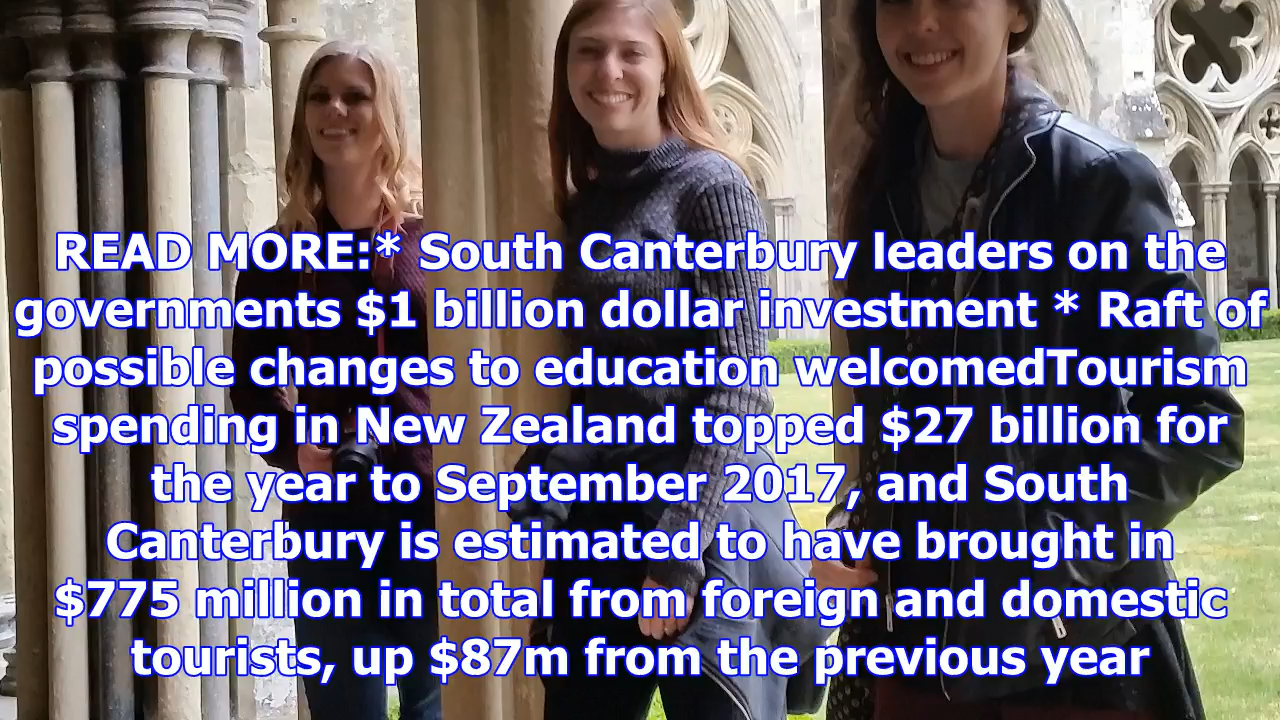 READ MORE:* South Canterbury leaders on the
governments $1 billion dollar investment * Raft of
possible changes to education welcomedTourism
spending in New Zealand topped $27 billion for
the year to September 2017, and South
Canterbury is estimated to have brought in
$775 million in total from foreign and domestic
tourists, up $87m from the previous year